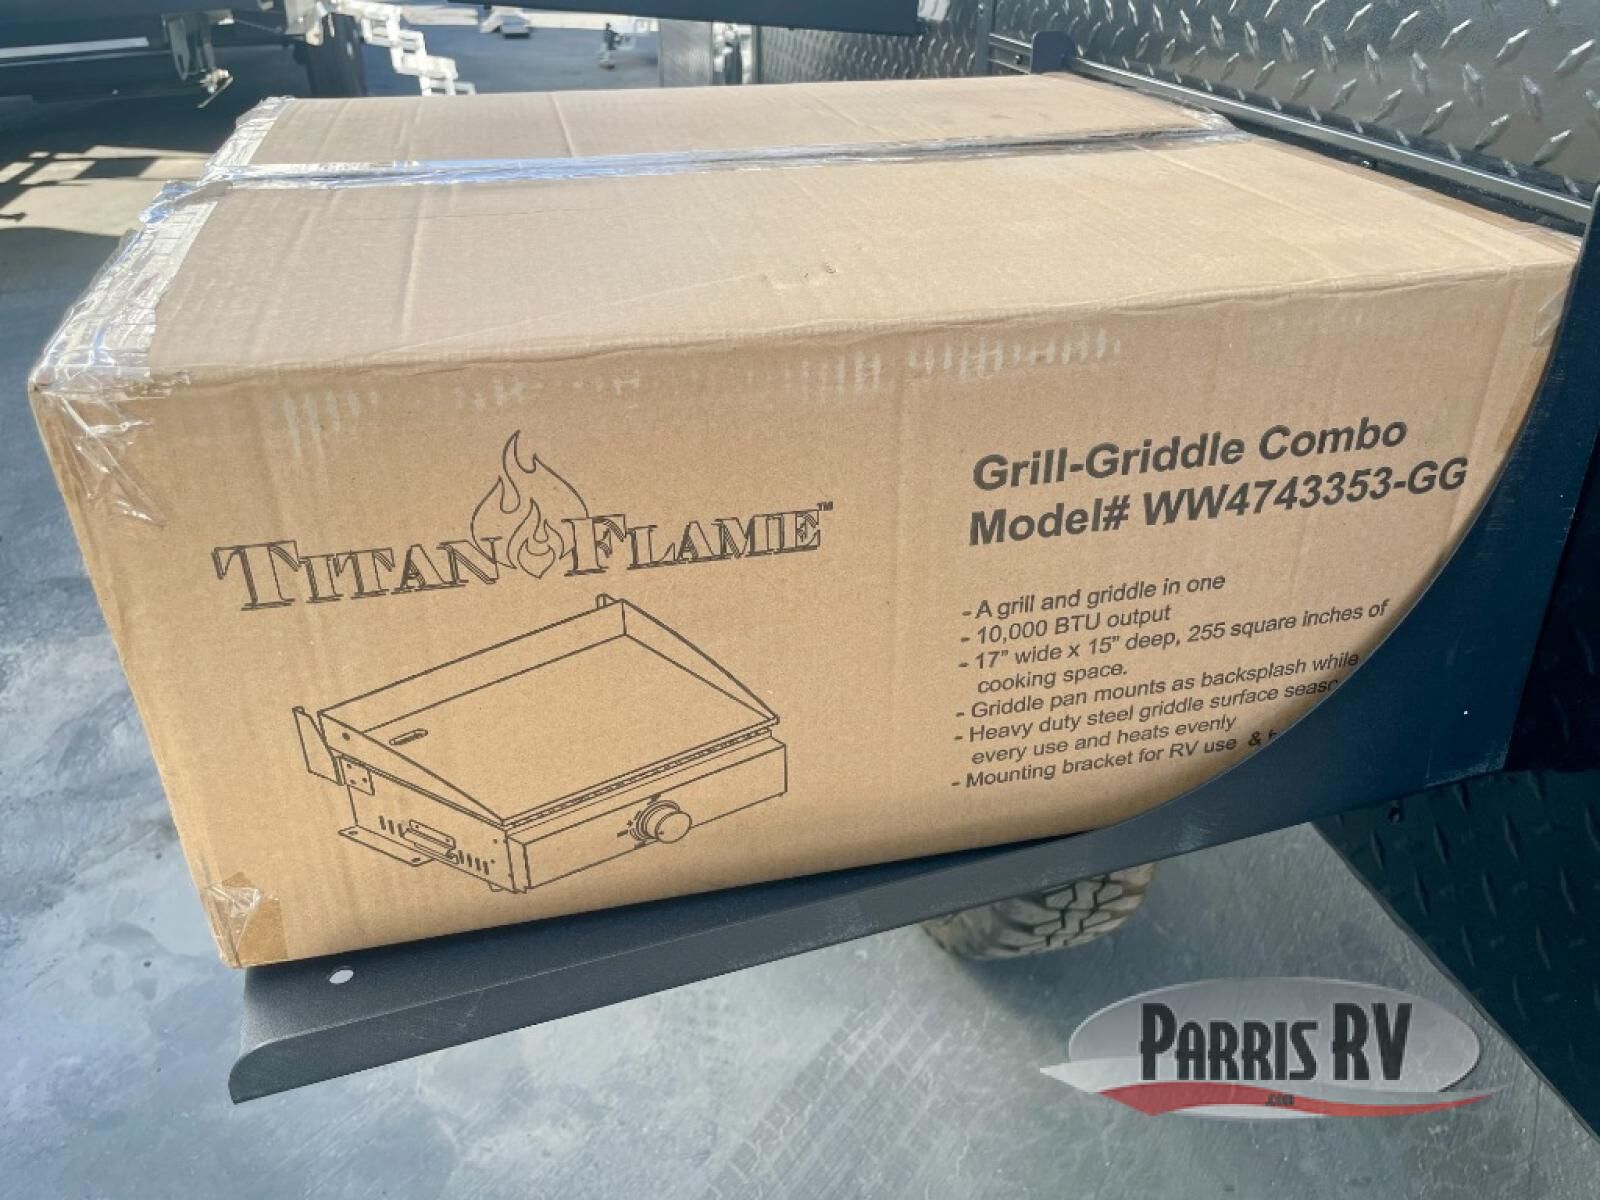 TITAN FLAME™
Grill-Griddle Combo
Model# WW4743353-GG
- A grill and griddle in one
- 10,000 BTU output
- 17" wide x 15" deep, 255 square inches of
cooking space.
- Griddle pan mounts as backsplash while
- Heavy duty steel griddle surface
every use and heats evenly
- Mounting bracket for RV use &
PARRIS RV
.com